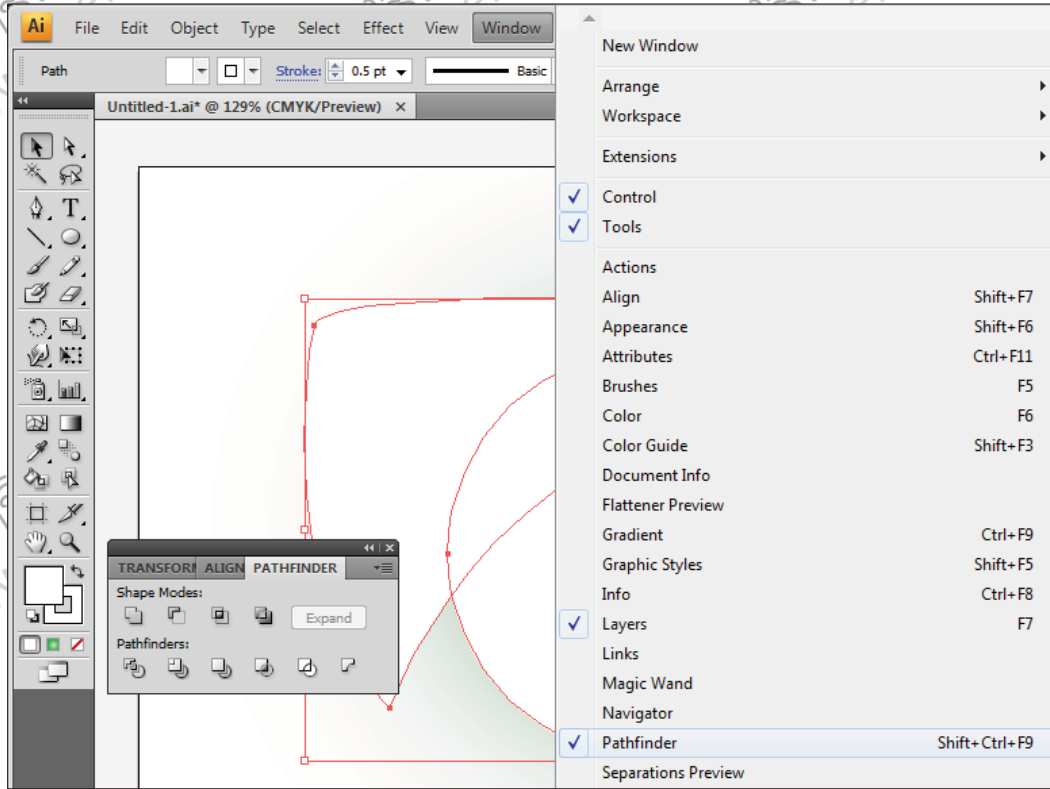 Ai File Edit Object Type Select Effect View Window
Path Stroke: 0.5 pt Basic
Untitled-1.ai* @ 129% (CMYK/Preview) ×
TRANSFORM ALIGN PATHFINDER
Shape Modes:
Expand
Pathfinders:
New Window
Arrange
Workspace
Extensions
Control
Tools
Actions
Align Shift+F7
Appearance Shift+F6
Attributes Ctrl+F11
Brushes F5
Color F6
Color Guide Shift+F3
Document Info
Flattener Preview
Gradient Ctrl+F9
Graphic Styles Shift+F5
Info Ctrl+F8
Layers F7
Links
Magic Wand
Navigator
Pathfinder Shift+Ctrl+F9
Separations Preview